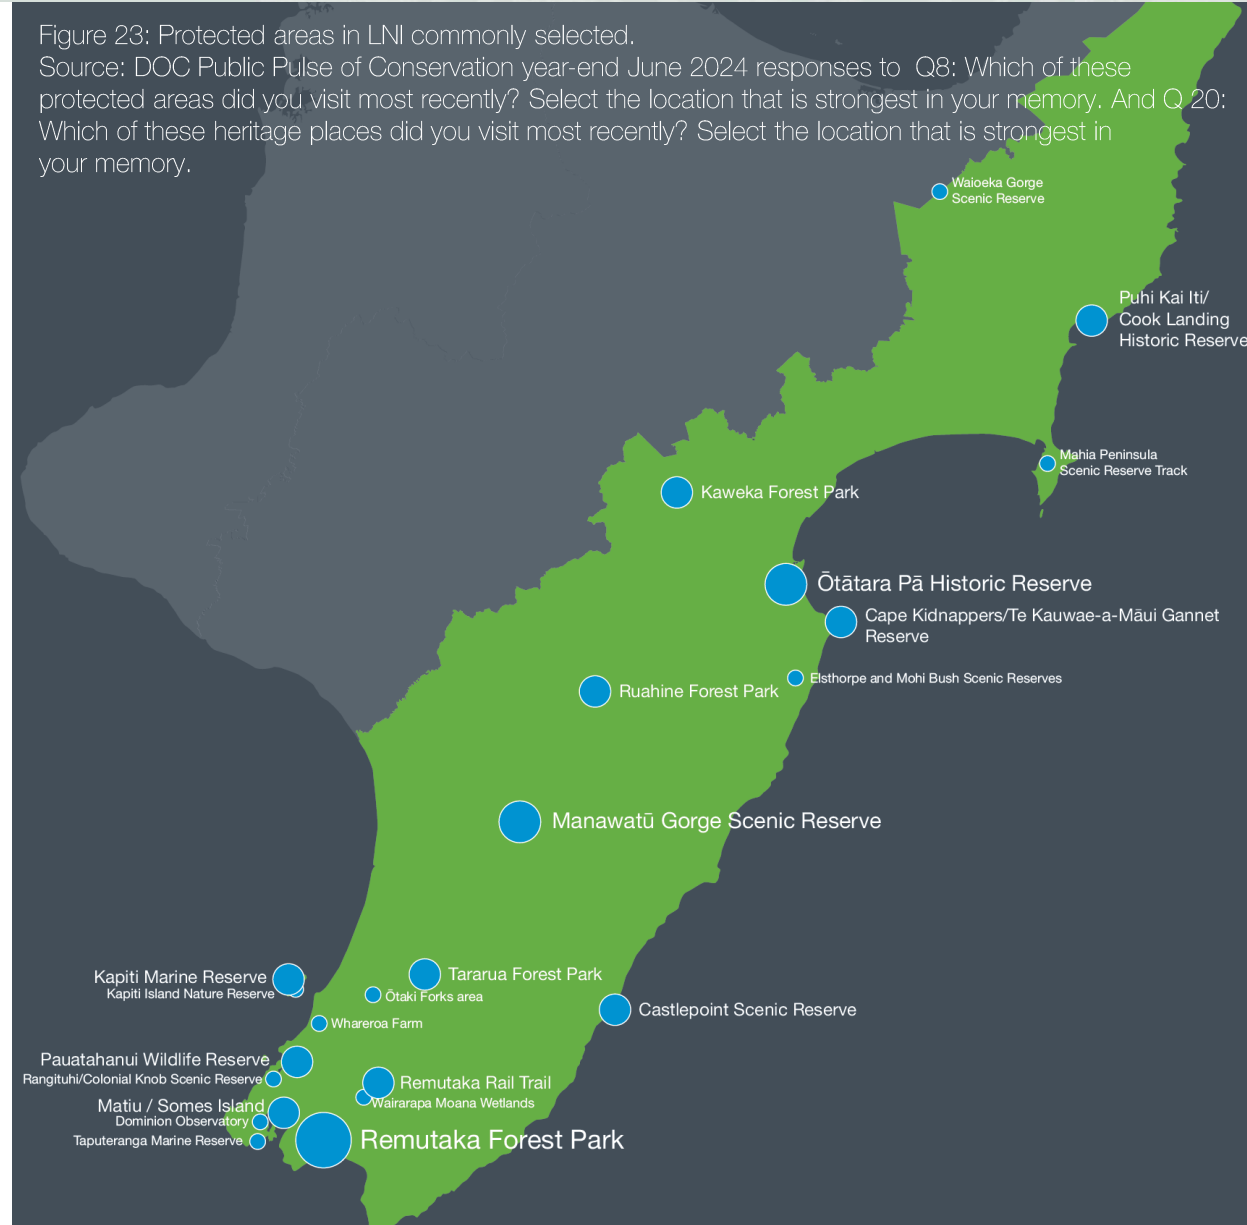 Figure 23: Protected areas in LNI commonly selected.
Source: DOC Public Pulse of Conservation year-end June 2024 responses to  Q8: Which of these
protected areas did you visit most recently? Select the location that is strongest in your memory. And Q 20:
Which of these heritage places did you visit most recently? Select the location that is strongest in
your memory.
Waioeka Gorge
Scenic Reserve
Puhi Kai Iti/
Cook Landing
Historic Reserve
Mahia Peninsula
Scenic Reserve Track
Kaweka Forest Park
Ōtātara Pā Historic Reserve
Cape Kidnappers/Te Kauwae-a-Māui Gannet
Reserve
Elsthorpe and Mohi Bush Scenic Reserves
Ruahine Forest Park
Manawatū Gorge Scenic Reserve
Kapiti Marine Reserve
Kapiti Island Nature Reserve
Tararua Forest Park
Ōtaki Forks area
Castlepoint Scenic Reserve
Whareroa Farm
Pauatahanui Wildlife Reserve
Rangituhi/Colonial Knob Scenic Reserve
Remutaka Rail Trail
Wairarapa Moana Wetlands
Matiu / Somes Island
Dominion Observatory
Taputeranga Marine Reserve
Remutaka Forest Park